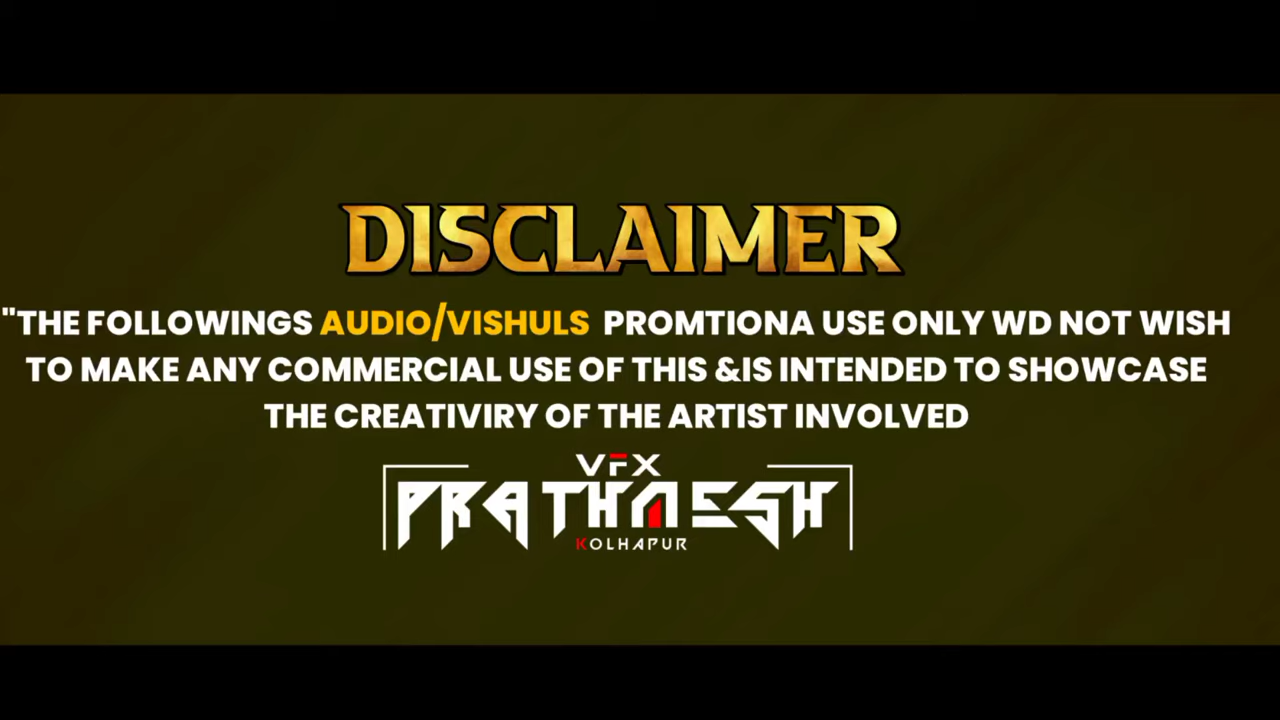 DISCLAIMER
"THE FOLLOWINGS AUDIO/VISHULS PROMTIONA USE ONLY WD NOT WISH
TO MAKE ANY COMMERCIAL USE OF THIS &IS INTENDED TO SHOWCASE
THE CREATIVIRY OF THE ARTIST INVOLVED
VFX
PRATHMESH
KOLHAPUR